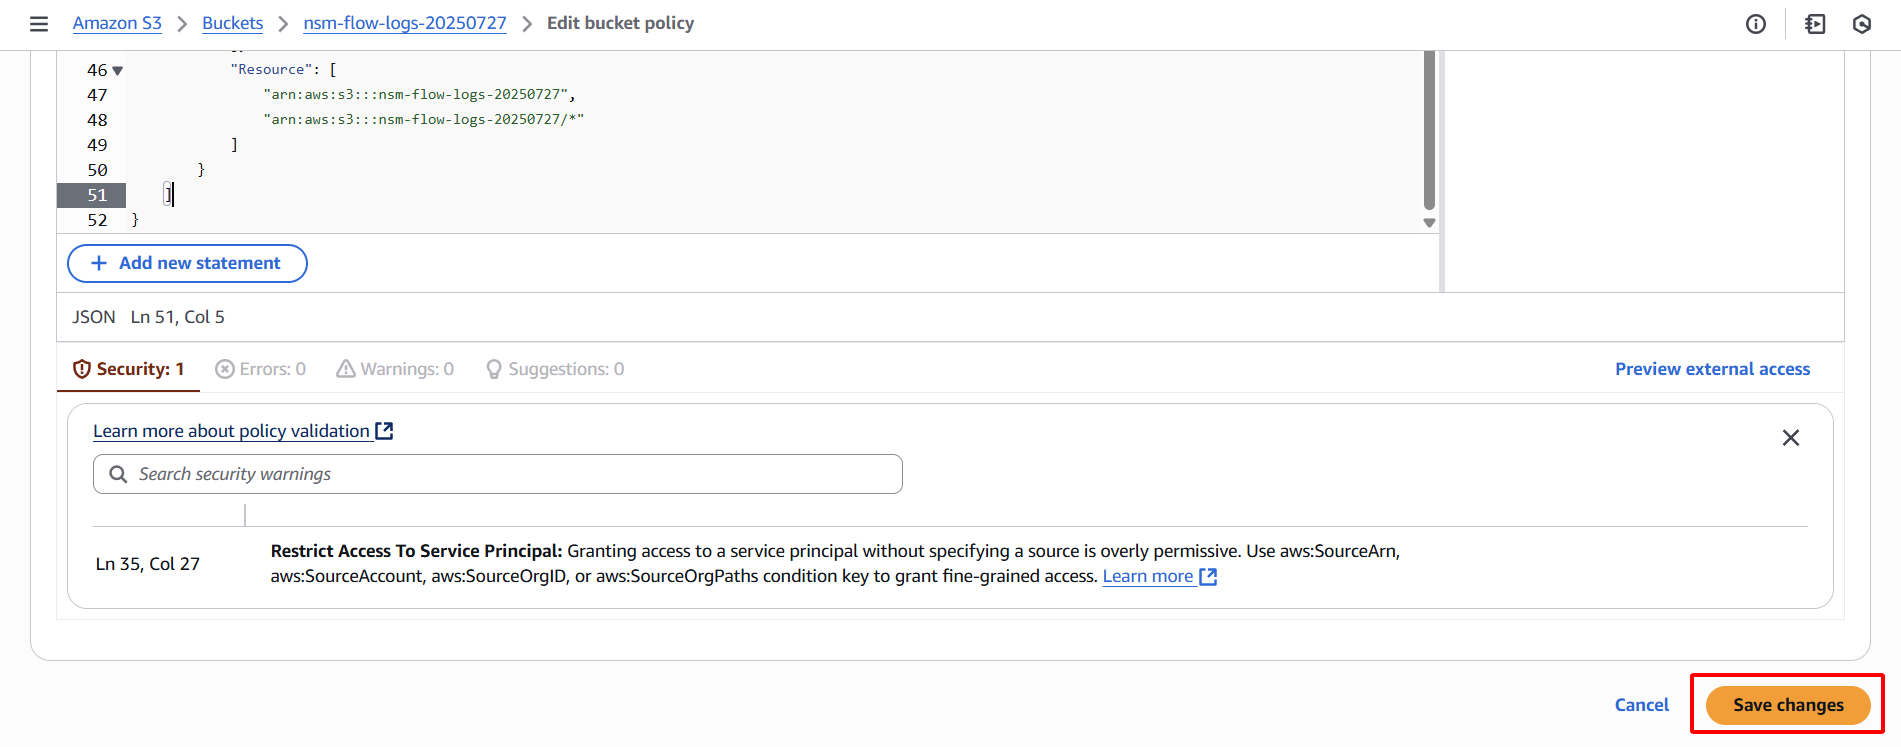 Amazon S3 > Buckets > nsm-flow-logs-20250727 > Edit bucket policy
46 "Resource": [
47 "arn:aws:s3:::nsm-flow-logs-20250727",
48 "arn:aws:s3:::nsm-flow-logs-20250727/*"
49 ]
50 }
51 ]
52 }
+ Add new statement
JSON Ln 51, Col 5
Security: 1 Errors: 0 Warnings: 0 Suggestions: 0 Preview external access
Learn more about policy validation
Search security warnings
Ln 35, Col 27
Restrict Access To Service Principal: Granting access to a service principal without specifying a source is overly permissive. Use aws:SourceArn,
aws:SourceAccount, aws:SourceOrgID, or aws:SourceOrgPaths condition key to grant fine-grained access. Learn more
Cancel Save changes